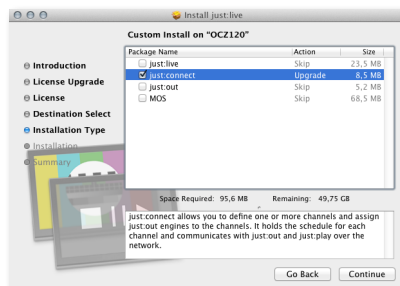 Install just:live
Custom Install on "OCZ120"
Package Name Action Size
just:live Skip 23,5 MB
just:connect Upgrade 8,5 MB
just:out Skip 5,2 MB
MOS Skip 68,5 MB
Introduction
License Upgrade
License
Destination Select
Installation Type
Installation
Summary
Space Required: 95,6 MB Remaining: 49,75 GB
just:connect allows you to define one or more channels and assign
just:out engines to the channels. It holds the schedule for each
channel and communicates with just:out and just:play over the
network.
Go Back Continue